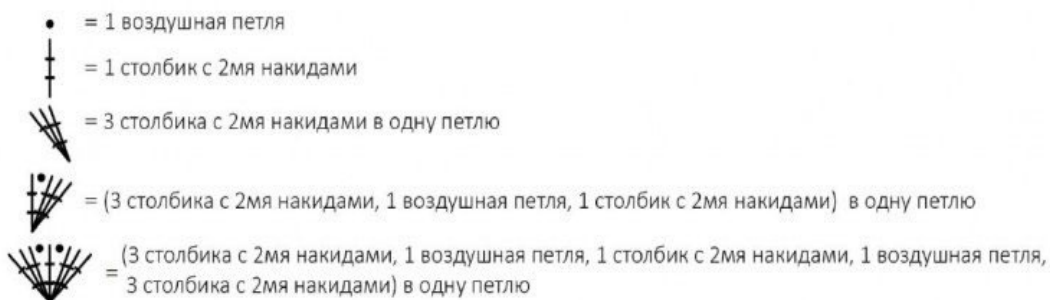 = 1 воздушная петля
= 1 столбик с 2мя накидами
= 3 столбика с 2мя накидами в одну петлю
= (3 столбика с 2мя накидами, 1 воздушная петля, 1 столбик с 2мя накидами) в одну петлю
= (3 столбика с 2мя накидами, 1 воздушная петля, 1 столбик с 2мя накидами, 1 воздушная петля,
3 столбика с 2мя накидами) в одну петлю